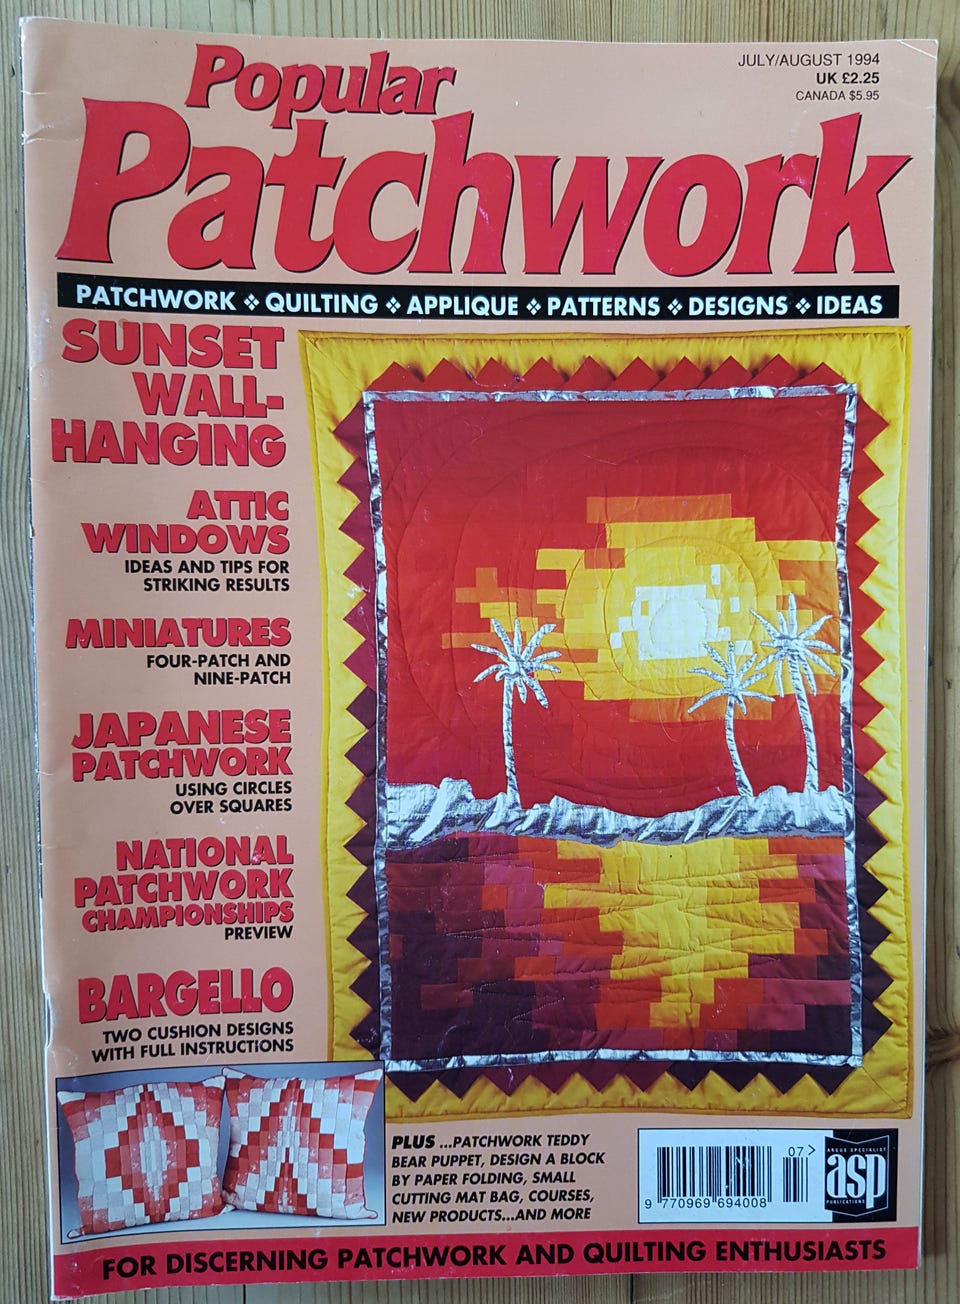 Popular
Patchwork
JULY/AUGUST 1994
UK £2.25
CANADA $5.95
PATCHWORK ❖ QUILTING ❖ APPLIQUE ❖ PATTERNS ❖ DESIGNS ❖ IDEAS
SUNSET
WALL-
HANGING
ATTIC
WINDOWS
IDEAS AND TIPS FOR
STRIKING RESULTS
MINIATURES
FOUR-PATCH AND
NINE-PATCH
JAPANESE
PATCHWORK
USING CIRCLES
OVER SQUARES
NATIONAL
PATCHWORK
CHAMPIONSHIPS
PREVIEW
BARGELLO
TWO CUSHION DESIGNS
WITH FULL INSTRUCTIONS
PLUS ...PATCHWORK TEDDY
BEAR PUPPET, DESIGN A BLOCK
BY PAPER FOLDING, SMALL
CUTTING MAT BAG, COURSES,
NEW PRODUCTS...AND MORE
07 >
9 770969 694008
ARGUS SPECIALIST
asp
PUBLICATIONS
FOR DISCERNING PATCHWORK AND QUILTING ENTHUSIASTS